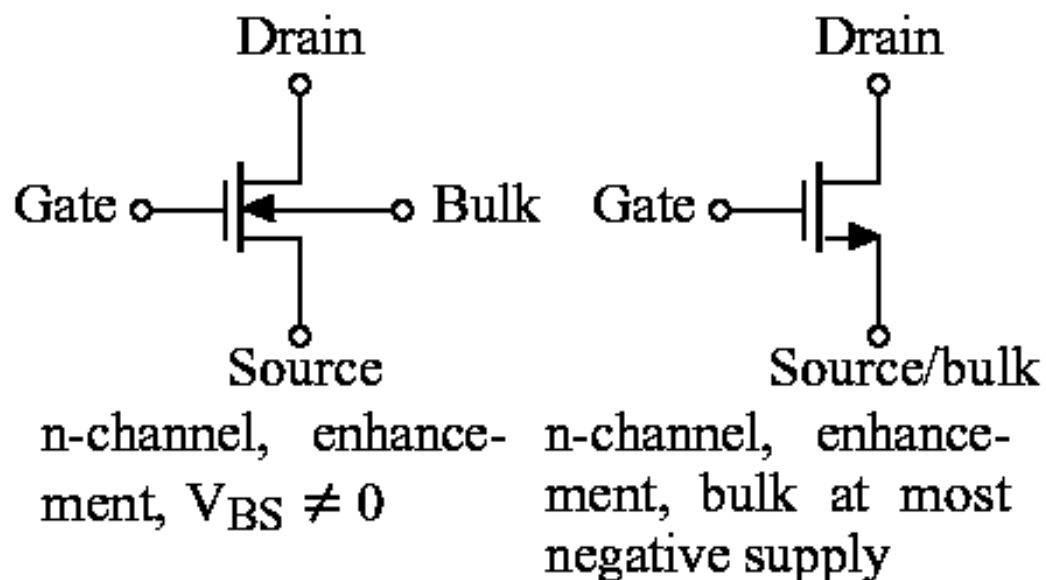 Drain
Gate
Bulk
Source
n-channel, enhance-
ment, V_BS ≠ 0
Drain
Gate
Source/bulk
n-channel, enhance-
ment, bulk at most
negative supply